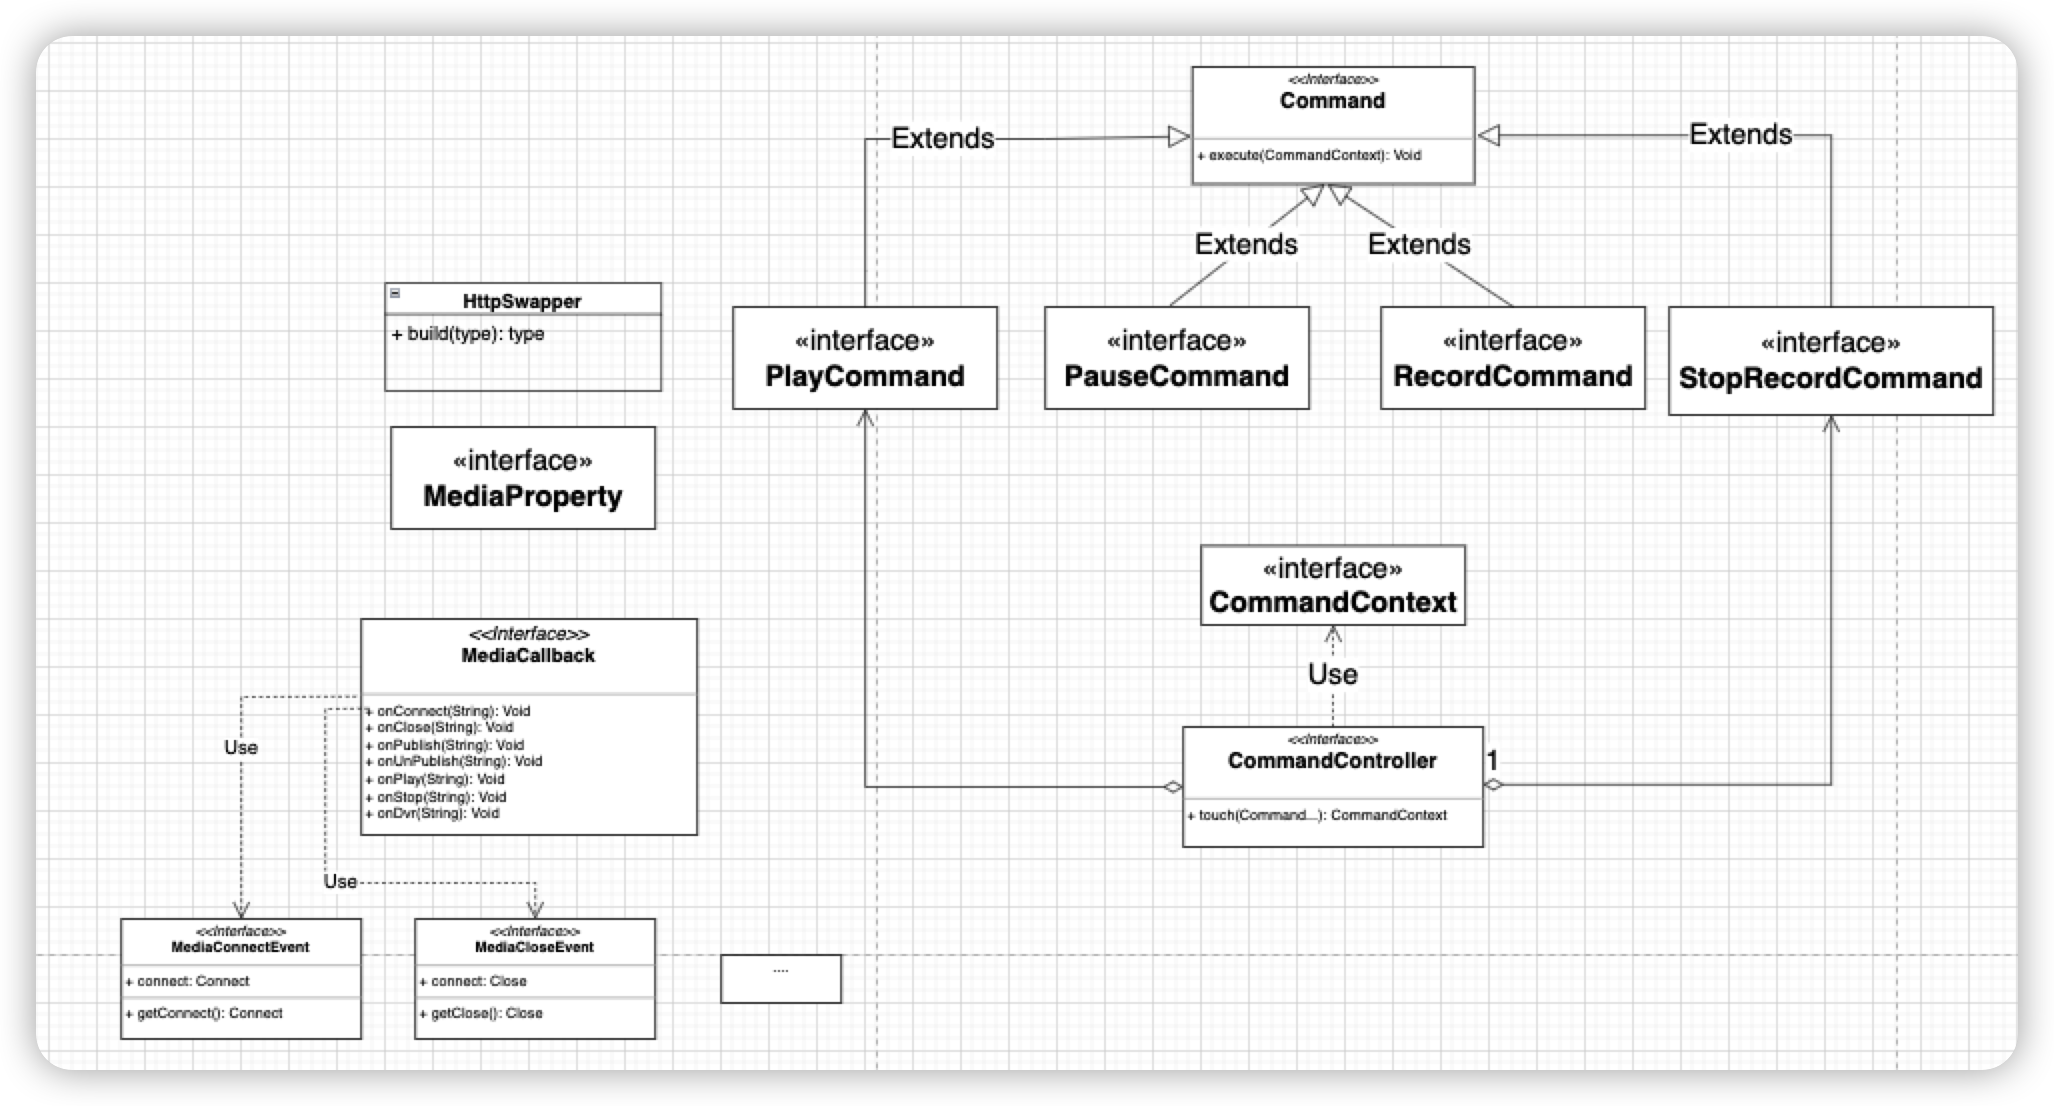 <<Interface>>
Command
+ execute(CommandContext): Void
Extends
Extends
Extends
Extends
HttpSwapper
+ build(type): type
«interface»
PlayCommand
«interface»
PauseCommand
«interface»
RecordCommand
«interface»
StopRecordCommand
«interface»
MediaProperty
«interface»
CommandContext
Use
<<Interface>>
MediaCallback
+ onConnect(String): Void
+ onClose(String): Void
+ onPublish(String): Void
+ onUnPublish(String): Void
+ onPlay(String): Void
+ onStop(String): Void
+ onDvr(String): Void
<<Interface>>
CommandController
1
+ touch(Command...): CommandContext
Use
Use
<<Interface>>
MediaConnectEvent
+ connect: Connect
+ getConnect(): Connect
<<Interface>>
MediaCloseEvent
+ connect: Close
+ getClose(): Close
....